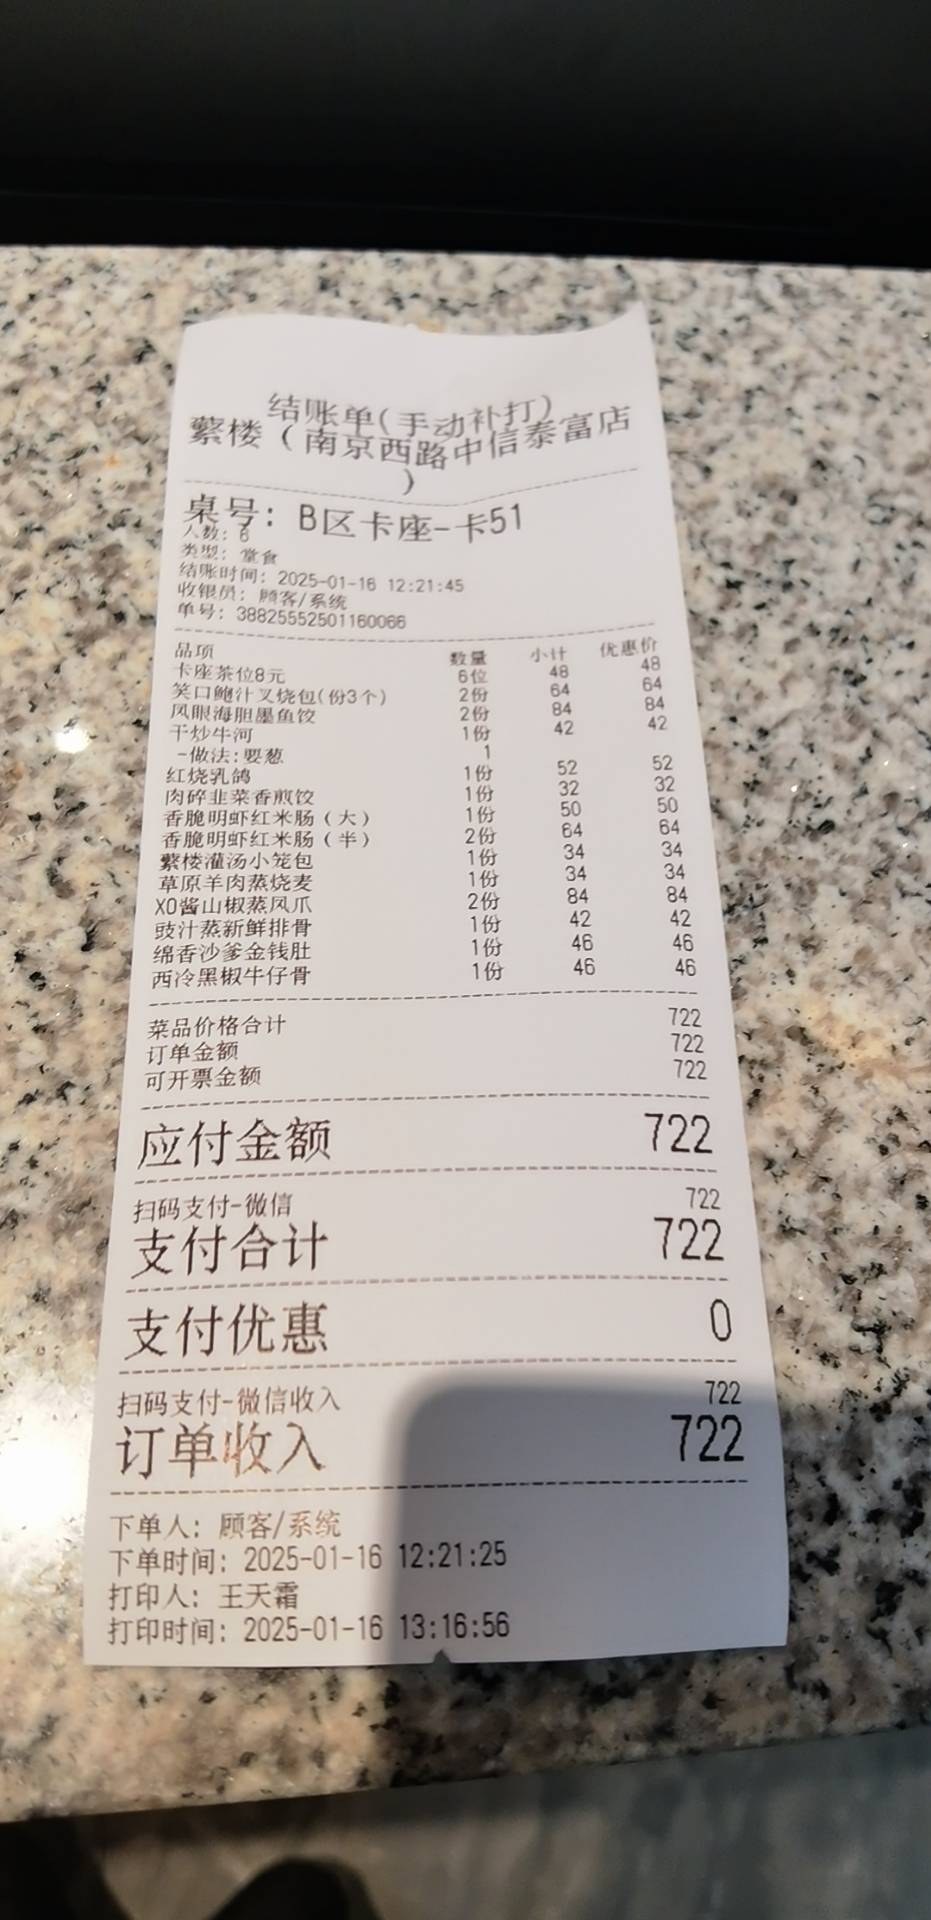 结账单(手动补打)
蘩楼（南京西路中信泰富店
）
桌号: B区卡座-卡51
人数: 6
类型: 堂食
结账时间: 2025-01-16 12:21:45
收银员: 顾客/系统
单号: 38825552501160066
品项 数量 小计 优惠价
卡座茶位8元 6位 48 48
笑口鲍汁叉烧包(份3个) 2份 64 64
凤眼海胆墨鱼饺 2份 84 84
干炒牛河 1份 42 42
-做法:要葱 1
红烧乳鸽 1份 52 52
肉碎韭菜香煎饺 1份 32 32
香脆明虾红米肠（大） 1份 50 50
香脆明虾红米肠（半） 2份 64 64
蘩楼灌汤小笼包 1份 34 34
草原羊肉蒸烧麦 1份 34 34
XO酱山椒蒸凤爪 2份 84 84
豉汁蒸新鲜排骨 1份 42 42
绵香沙爹金钱肚 1份 46 46
西冷黑椒牛仔骨 1份 46 46
菜品价格合计 722
订单金额 722
可开票金额 722
应付金额 722
扫码支付-微信 722
支付合计 722
支付优惠 0
扫码支付-微信收入 722
订单收入 722
下单人: 顾客/系统
下单时间: 2025-01-16 12:21:25
打印人: 王天霜
打印时间: 2025-01-16 13:16:56